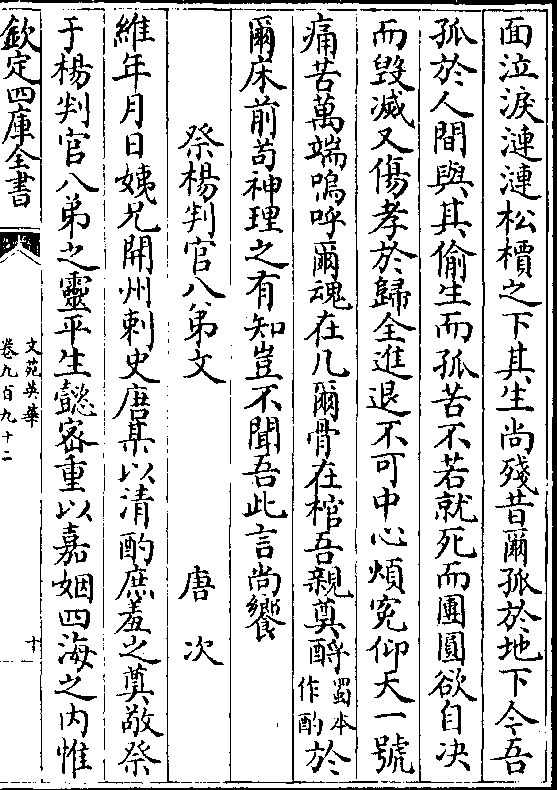 面泣淚漣漣松檟之下其生尚殘昔爾孤於地下今吾
孤於人間與其偷生而孤苦不若就死而團圓欲自决
而毀滅又傷孝於歸全進退不可中心煩寃仰天一號
痛苦萬端嗚呼爾魂在几爾骨在棺吾親奠酹蜀本作酌於
爾床前苟神理之有知豈不聞吾此言尚饗
祭楊判官八弟文 唐次
維年月日姨兄開州刺史唐某以清酌庶羞之奠敬祭
于楊判官八弟之靈平生懿密重以嘉姻四海之内惟
欽定四庫全書
文苑英華
卷九百九十二
十